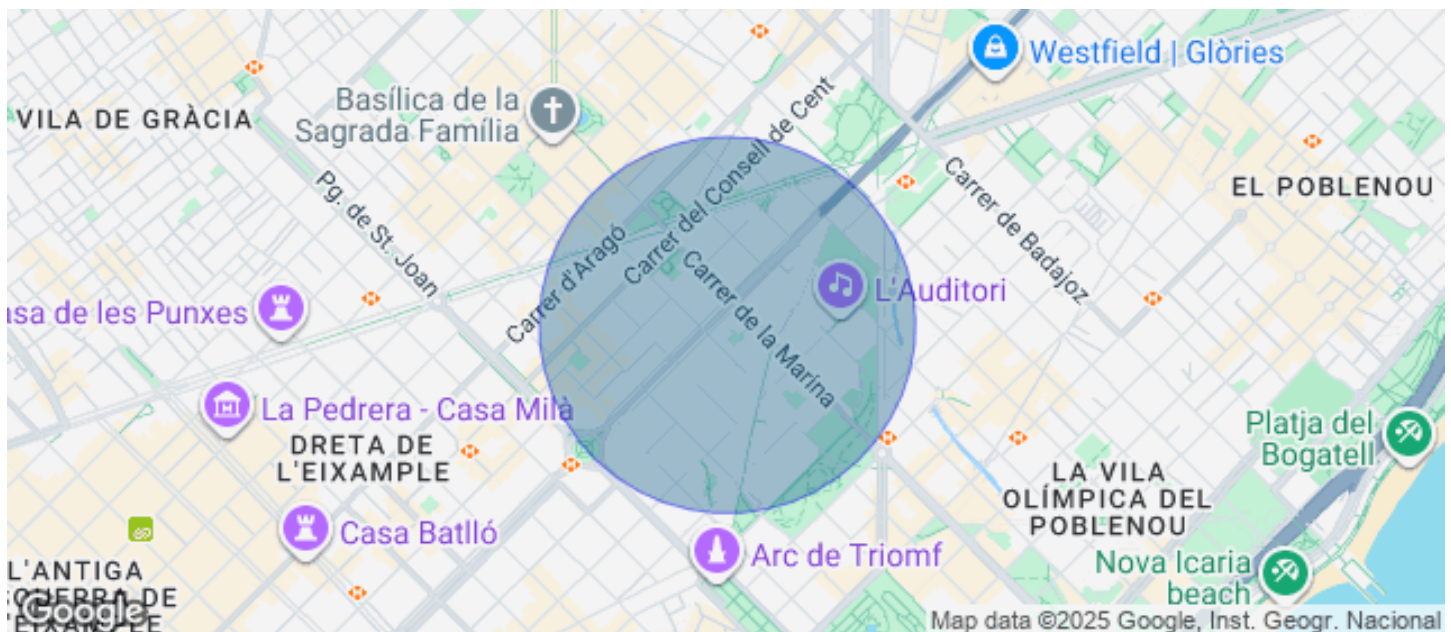 Westfield | Glòries
Basílica de la
Sagrada Família
VILA DE GRÀCIA
Carrer del Consell de Cent
Pg. de St. Joan
Carrer de Badajoz
EL POBLENOU
Carrer d'Aragó
Carrer de la Marina
L'Auditori
asa de les Punxes
La Pedrera - Casa Milà
DRETA DE
L'EIXAMPLE
Platja del
Bogatell
LA VILA
OLÍMPICA DEL
POBLENOU
Casa Batlló
Arc de Triomf
Nova Icaria
beach
L'ANTIGA
DE
Google
EIXAMPLE
Map data ©2025 Google, Inst. Geogr. Nacional